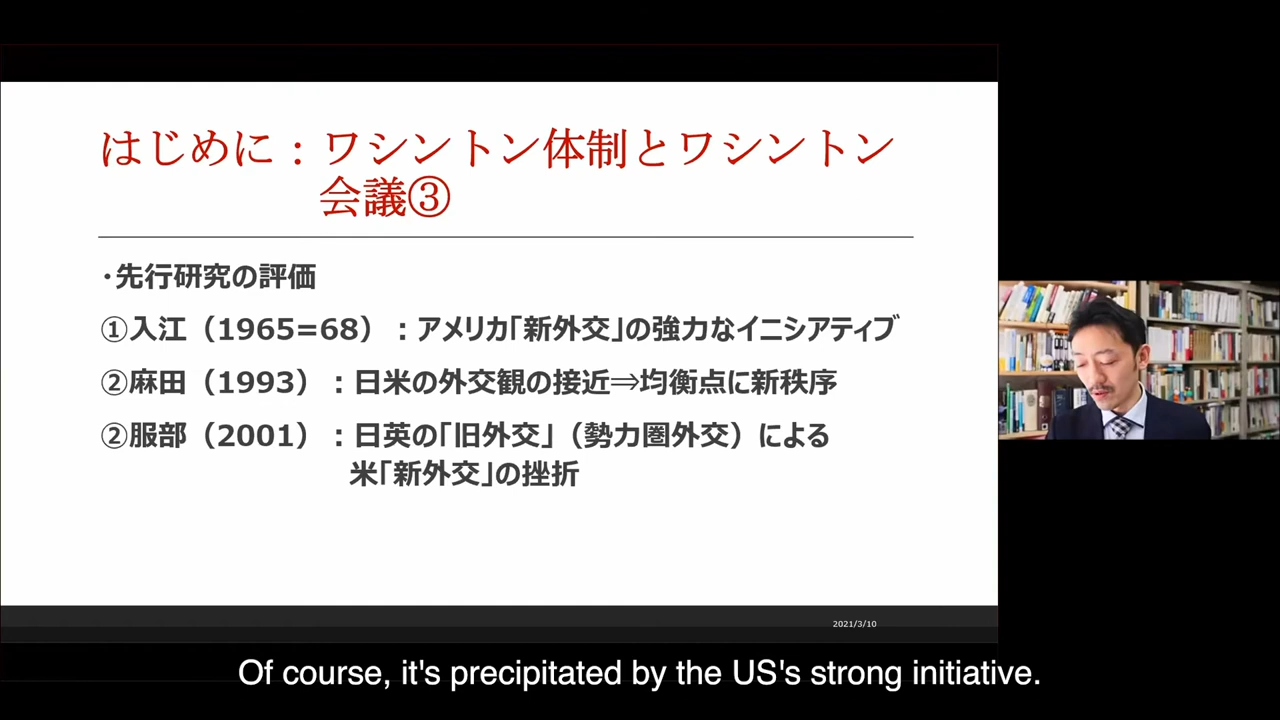 はじめに：ワシントン体制とワシントン
会議③
・先行研究の評価
①入江（1965=68）：アメリカ「新外交」の強力なイニシアティブ
②麻田（1993）：日米の外交観の接近⇒均衡点に新秩序
②服部（2001）：日英の「旧外交」（勢力圏外交）による
米「新外交」の挫折
2021/3/10
Of course, it's precipitated by the US's strong initiative.